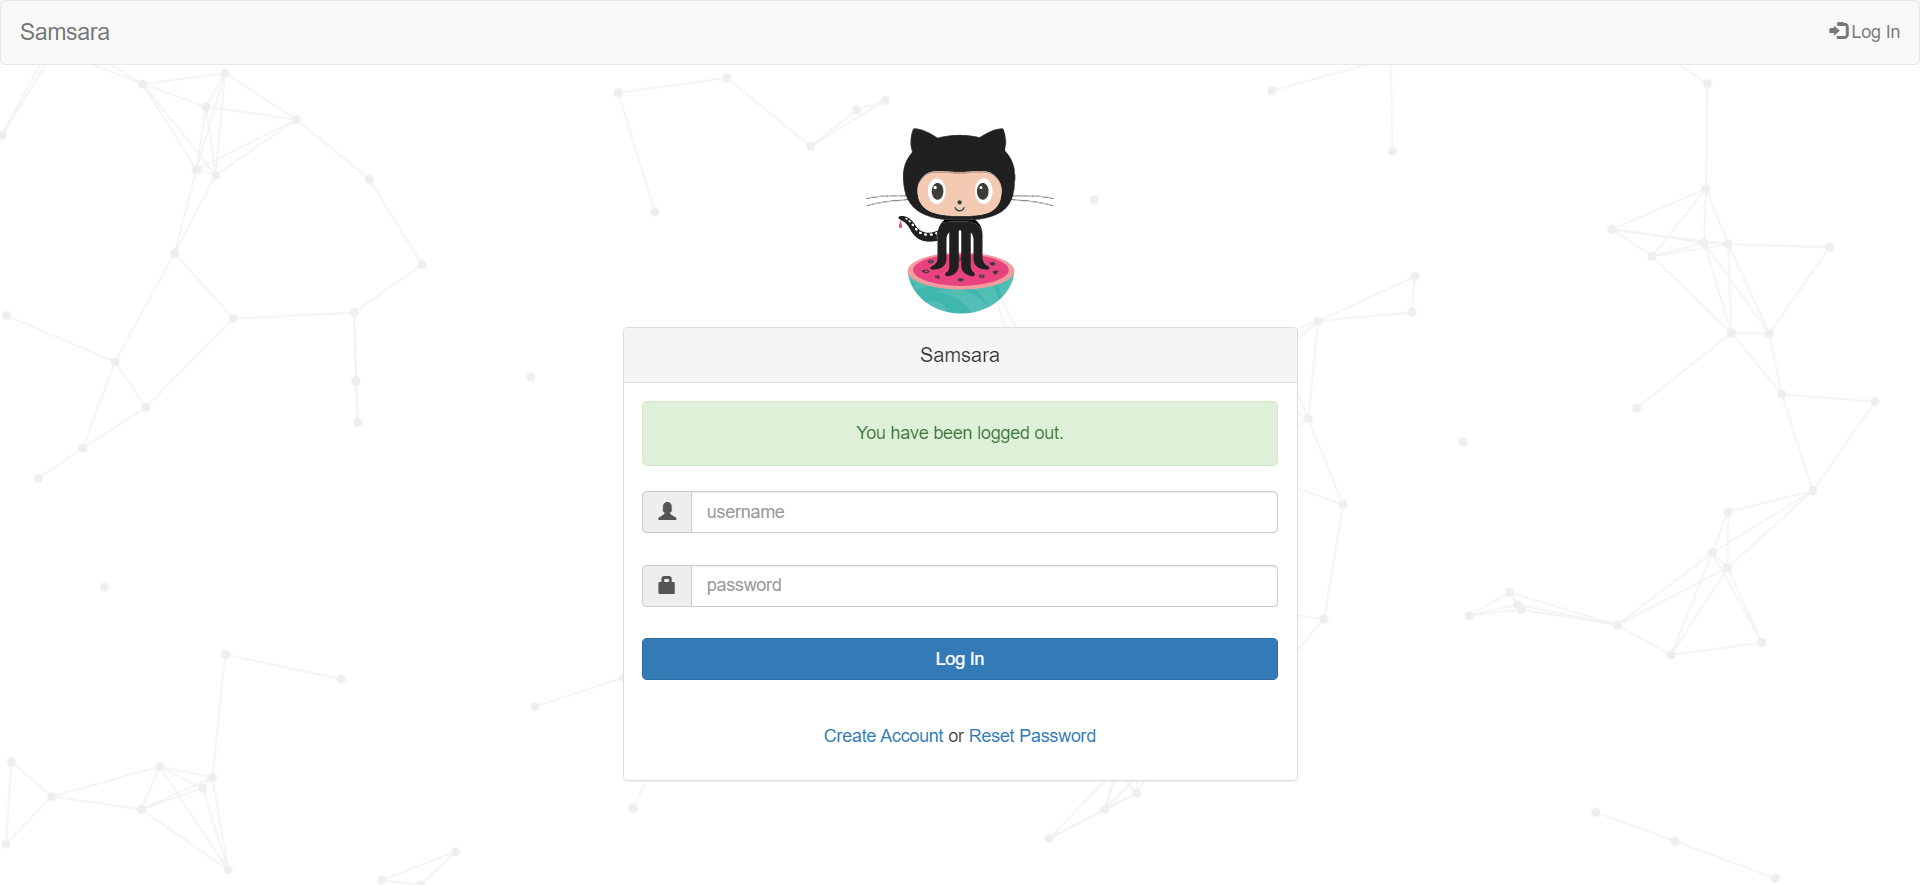 Samsara
Log In
Samsara
You have been logged out.
username
password
Log In
Create Account or Reset Password